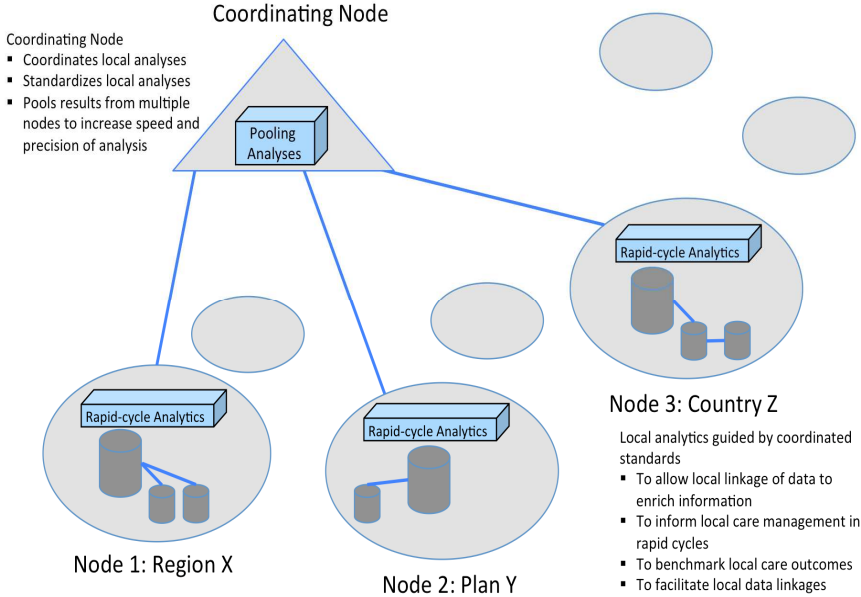 Coordinating Node
Coordinating Node
▪ Coordinates local analyses
▪ Standardizes local analyses
▪ Pools results from multiple
nodes to increase speed and
precision of analysis
Pooling
Analyses
Rapid-cycle Analytics
Node 3: Country Z
Rapid-cycle Analytics
Node 1: Region X
Rapid-cycle Analytics
Node 2: Plan Y
Local analytics guided by coordinated
standards
▪ To allow local linkage of data to
enrich information
▪ To inform local care management in
rapid cycles
▪ To benchmark local care outcomes
▪ To facilitate local data linkages